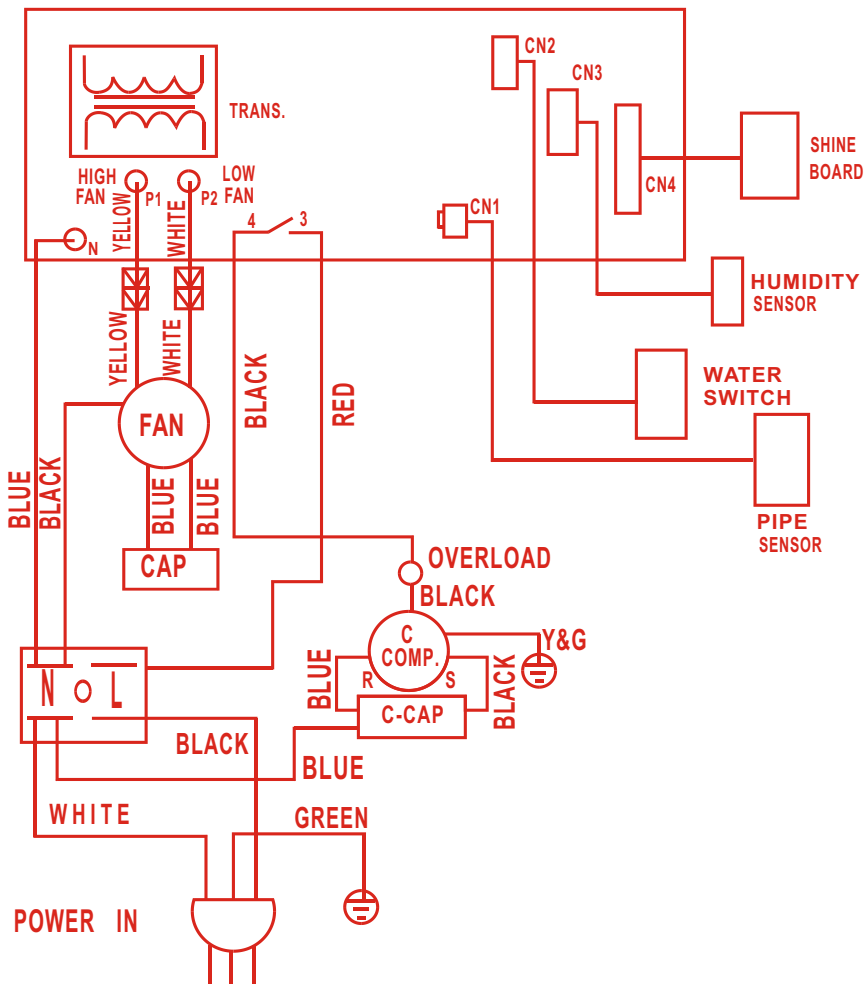 TRANS.
CN2
CN3
SHINE
BOARD
CN4
HIGH
FAN
P1
LOW
FAN
P2
YELLOW
WHITE
N
4
3
CN1
HUMIDITY
SENSOR
YELLOW
WHITE
BLACK
RED
WATER
SWITCH
FAN
BLUE
BLACK
BLUE
BLUE
PIPE
SENSOR
CAP
OVERLOAD
BLACK
C
COMP.
R
S
Y&G
BLUE
BLACK
C-CAP
N
L
BLACK
BLUE
WHITE
GREEN
POWER IN